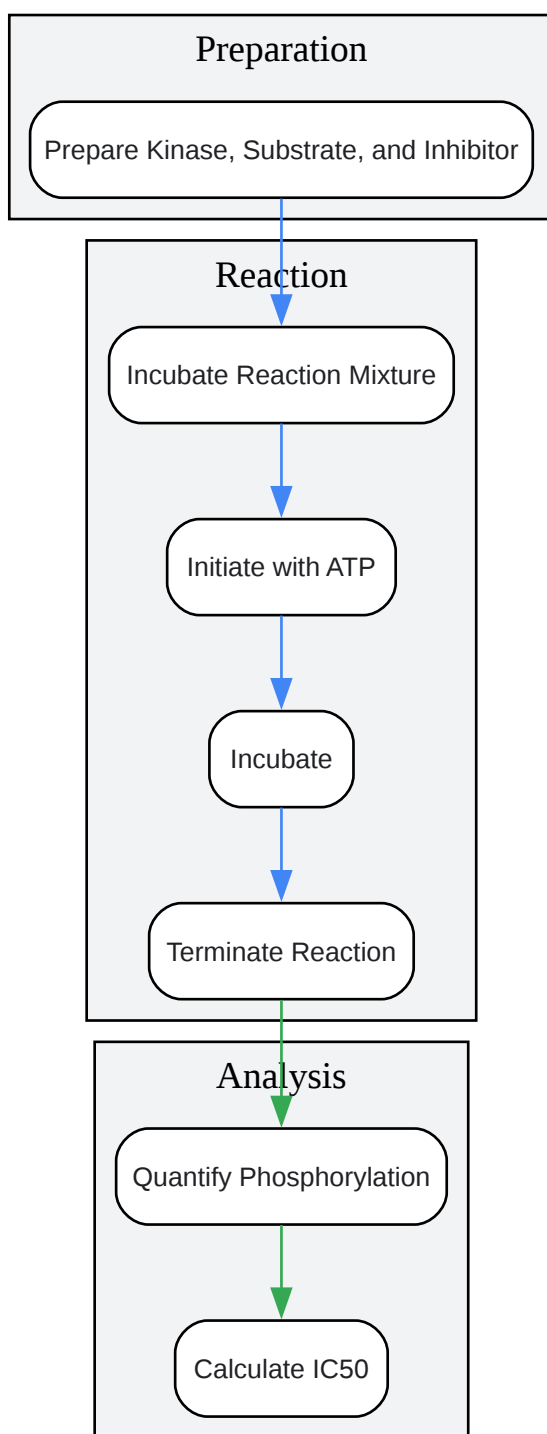 Preparation
Prepare Kinase, Substrate, and Inhibitor
Reaction
Incubate Reaction Mixture
Initiate with ATP
Incubate
Terminate Reaction
Analysis
Quantify Phosphorylation
Calculate IC50